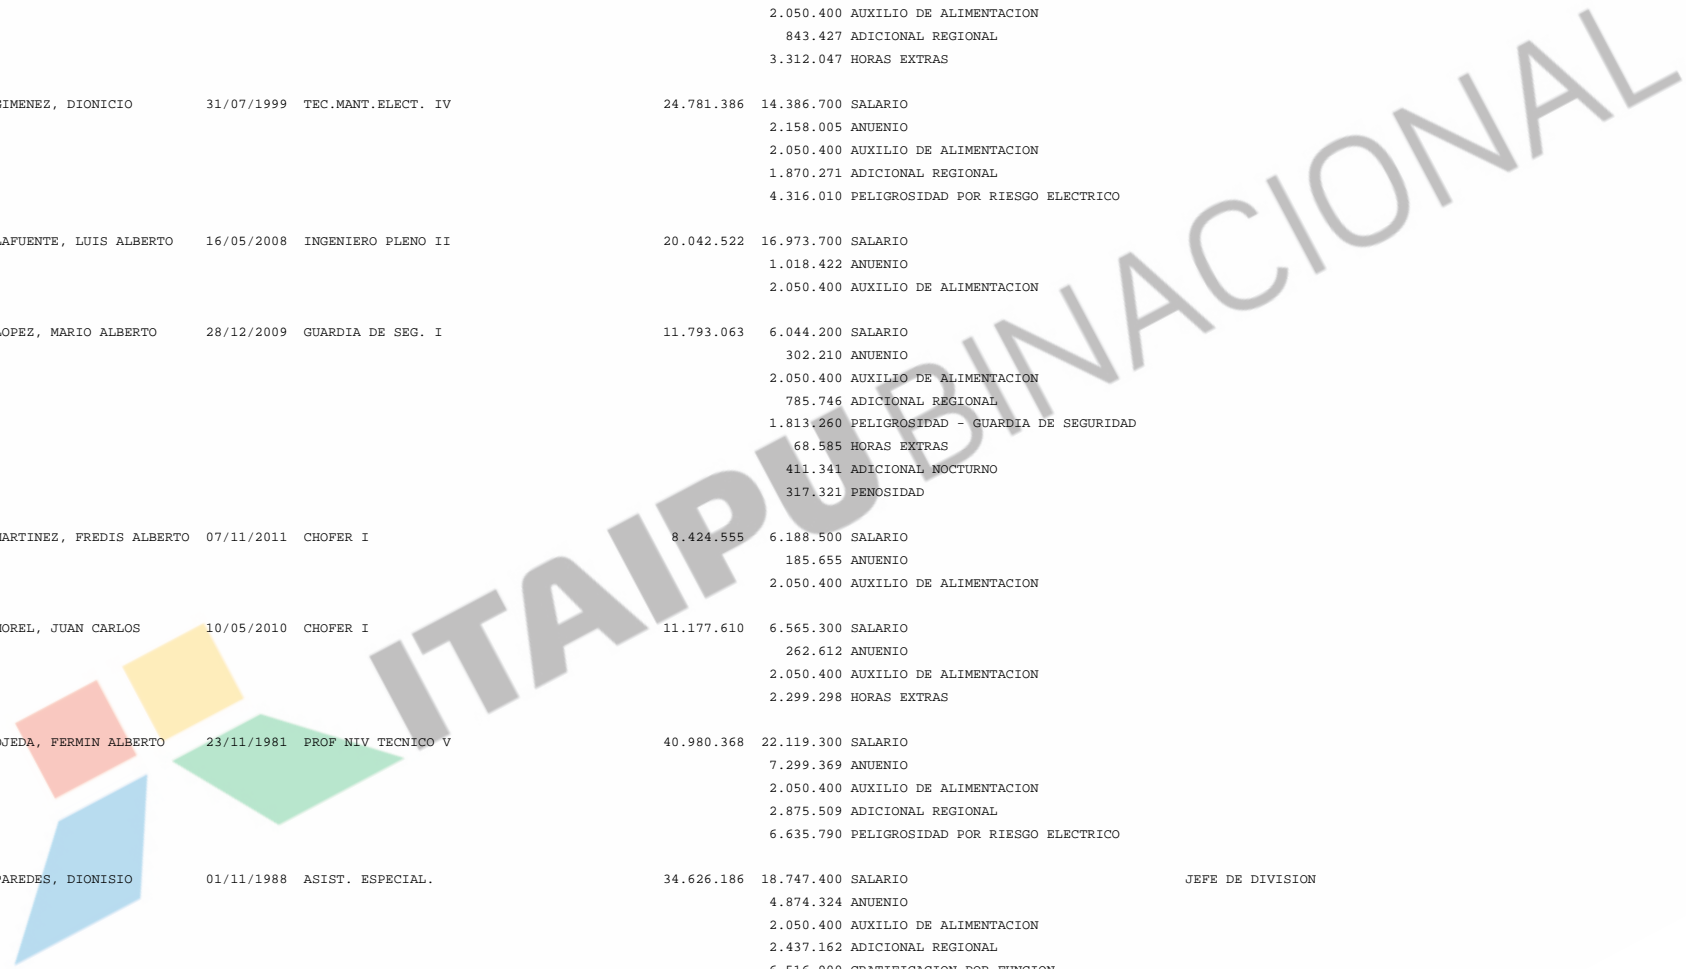 2.050.400 AUXILIO DE ALIMENTACION
843.427 ADICIONAL REGIONAL
3.312.047 HORAS EXTRAS
GIMENEZ, DIONICIO 31/07/1999 TEC.MANT.ELECT. IV 24.781.386 14.386.700 SALARIO
2.158.005 ANUENIO
2.050.400 AUXILIO DE ALIMENTACION
1.870.271 ADICIONAL REGIONAL
4.316.010 PELIGROSIDAD POR RIESGO ELECTRICO
LAFUENTE, LUIS ALBERTO 16/05/2008 INGENIERO PLENO II 20.042.522 16.973.700 SALARIO
1.018.422 ANUENIO
2.050.400 AUXILIO DE ALIMENTACION
LOPEZ, MARIO ALBERTO 28/12/2009 GUARDIA DE SEG. I 11.793.063 6.044.200 SALARIO
302.210 ANUENIO
2.050.400 AUXILIO DE ALIMENTACION
785.746 ADICIONAL REGIONAL
1.813.260 PELIGROSIDAD - GUARDIA DE SEGURIDAD
68.585 HORAS EXTRAS
411.341 ADICIONAL NOCTURNO
317.321 PENOSIDAD
MARTINEZ, FREDIS ALBERTO 07/11/2011 CHOFER I 8.424.555 6.188.500 SALARIO
185.655 ANUENIO
2.050.400 AUXILIO DE ALIMENTACION
MOREL, JUAN CARLOS 10/05/2010 CHOFER I 11.177.610 6.565.300 SALARIO
262.612 ANUENIO
2.050.400 AUXILIO DE ALIMENTACION
2.299.298 HORAS EXTRAS
OJEDA, FERMIN ALBERTO 23/11/1981 PROF NIV TECNICO V 40.980.368 22.119.300 SALARIO
7.299.369 ANUENIO
2.050.400 AUXILIO DE ALIMENTACION
2.875.509 ADICIONAL REGIONAL
6.635.790 PELIGROSIDAD POR RIESGO ELECTRICO
PAREDES, DIONISIO 01/11/1988 ASIST. ESPECIAL. 34.626.186 18.747.400 SALARIO JEFE DE DIVISION
4.874.324 ANUENIO
2.050.400 AUXILIO DE ALIMENTACION
2.437.162 ADICIONAL REGIONAL
GRATIFICACION POR FUNCION
ITAIPU BINACIONAL